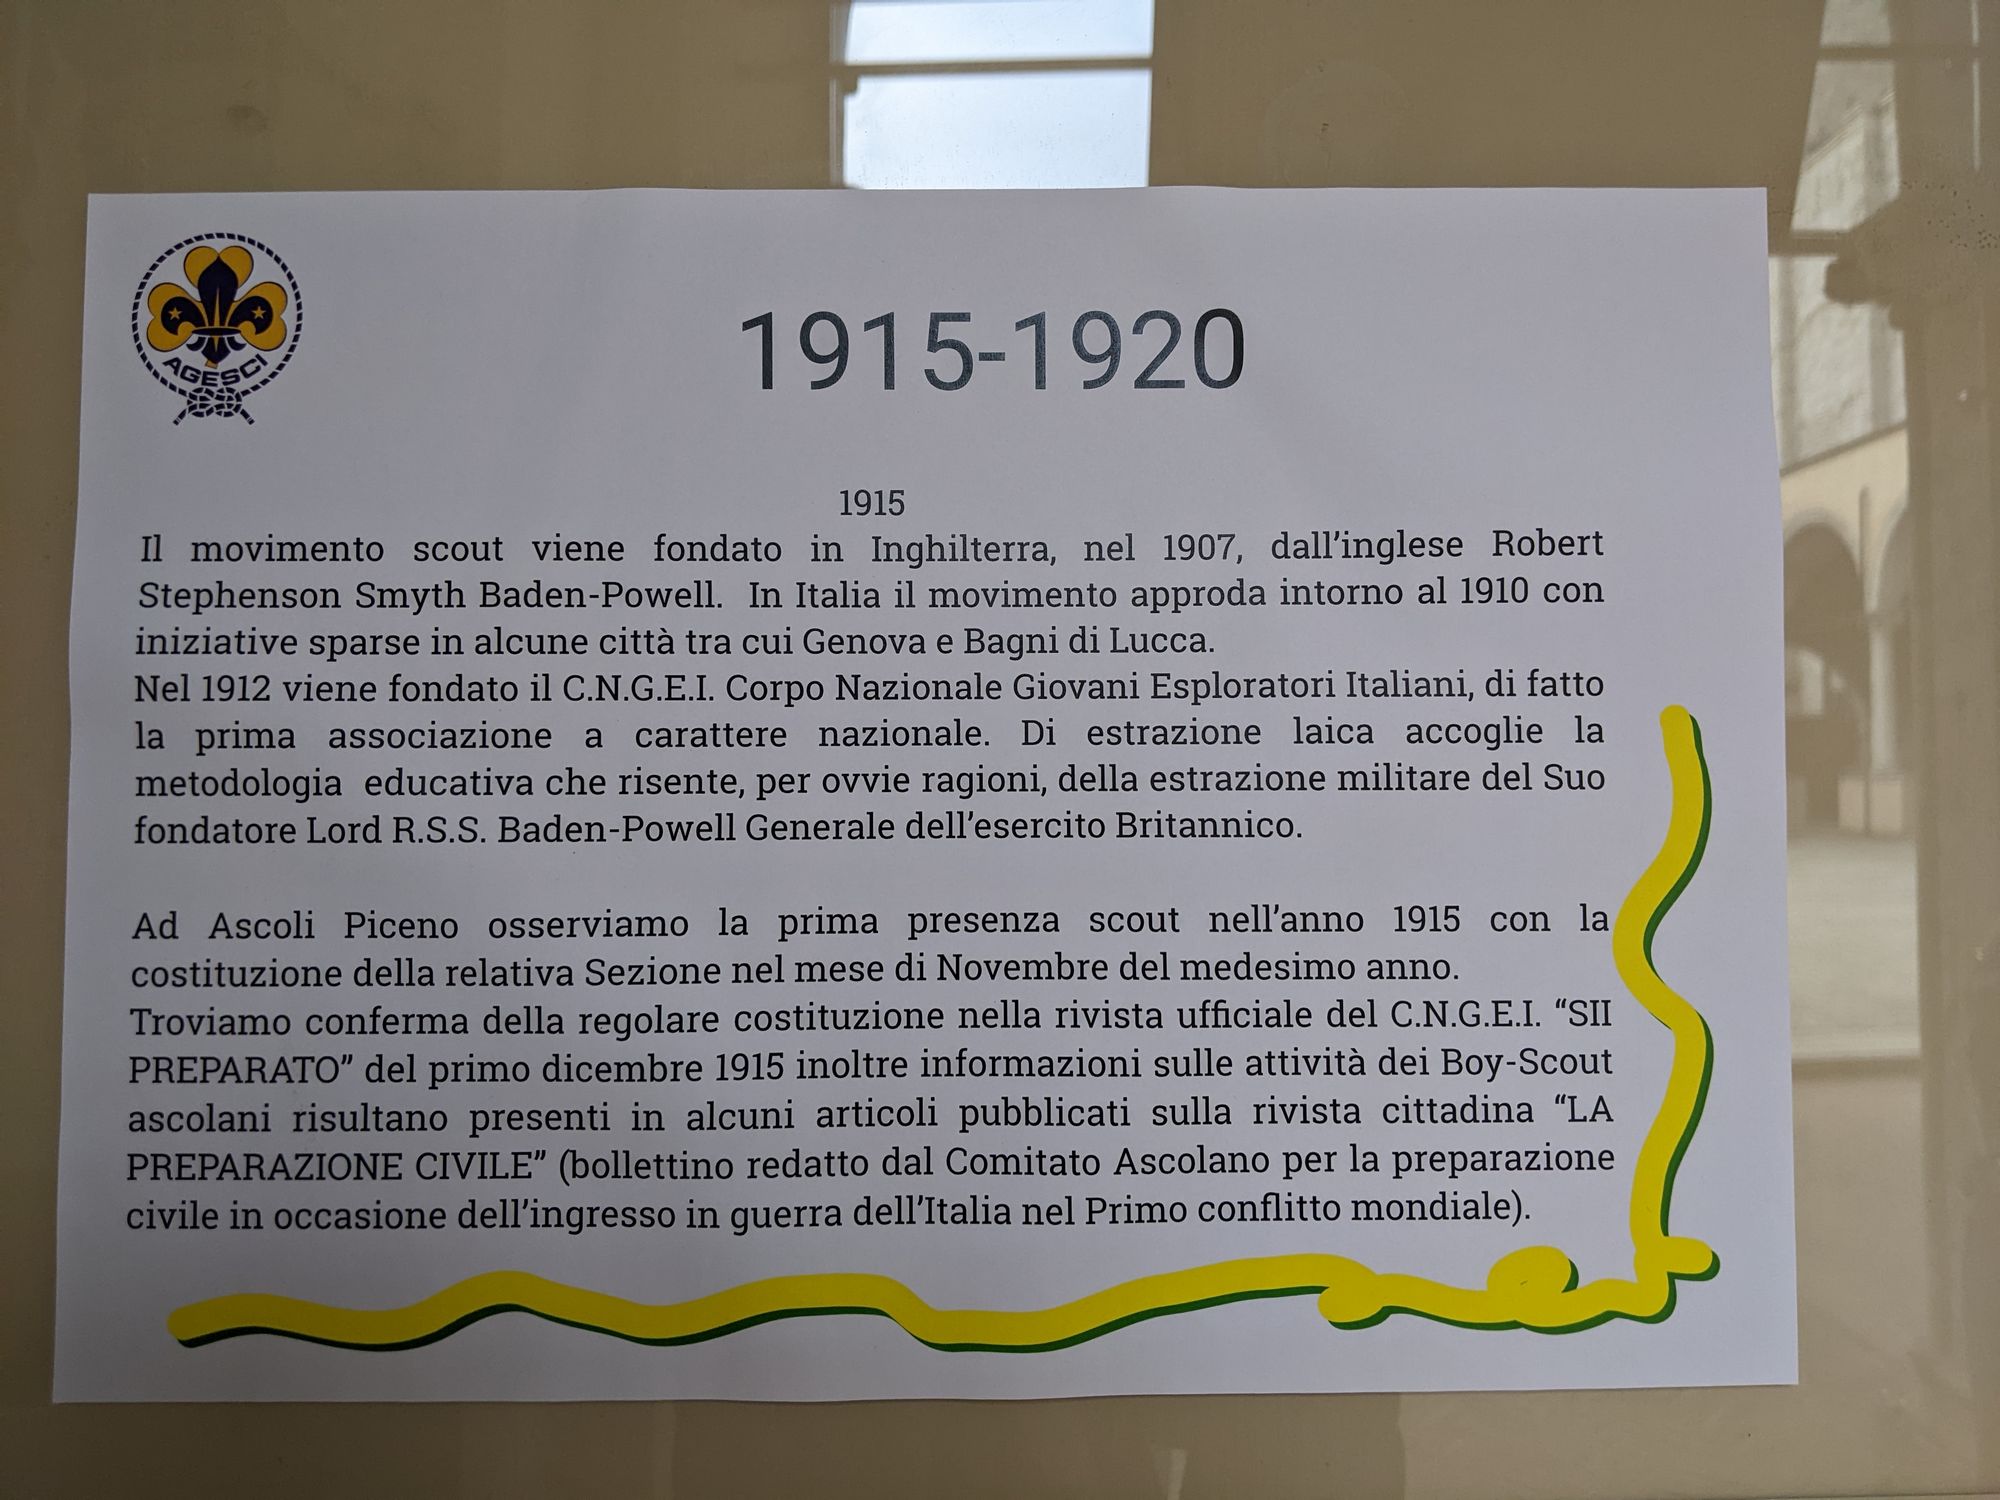 AGESCI
1915-1920
1915
Il movimento scout viene fondato in Inghilterra, nel 1907, dall'inglese Robert
Stephenson Smyth Baden-Powell. In Italia il movimento approda intorno al 1910 con
iniziative sparse in alcune città tra cui Genova e Bagni di Lucca.
Nel 1912 viene fondato il C.N.G.E.I. Corpo Nazionale Giovani Esploratori Italiani, di fatto
la prima associazione a carattere nazionale. Di estrazione laica accoglie la
metodologia educativa che risente, per ovvie ragioni, della estrazione militare del Suo
fondatore Lord R.S.S. Baden-Powell Generale dell'esercito Britannico.
Ad Ascoli Piceno osserviamo la prima presenza scout nell'anno 1915 con la
costituzione della relativa Sezione nel mese di Novembre del medesimo anno.
Troviamo conferma della regolare costituzione nella rivista ufficiale del C.N.G.E.I. “SII
PREPARATO” del primo dicembre 1915 inoltre informazioni sulle attività dei Boy-Scout
ascolani risultano presenti in alcuni articoli pubblicati sulla rivista cittadina “LA
PREPARAZIONE CIVILE” (bollettino redatto dal Comitato Ascolano per la preparazione
civile in occasione dell'ingresso in guerra dell'Italia nel Primo conflitto mondiale).